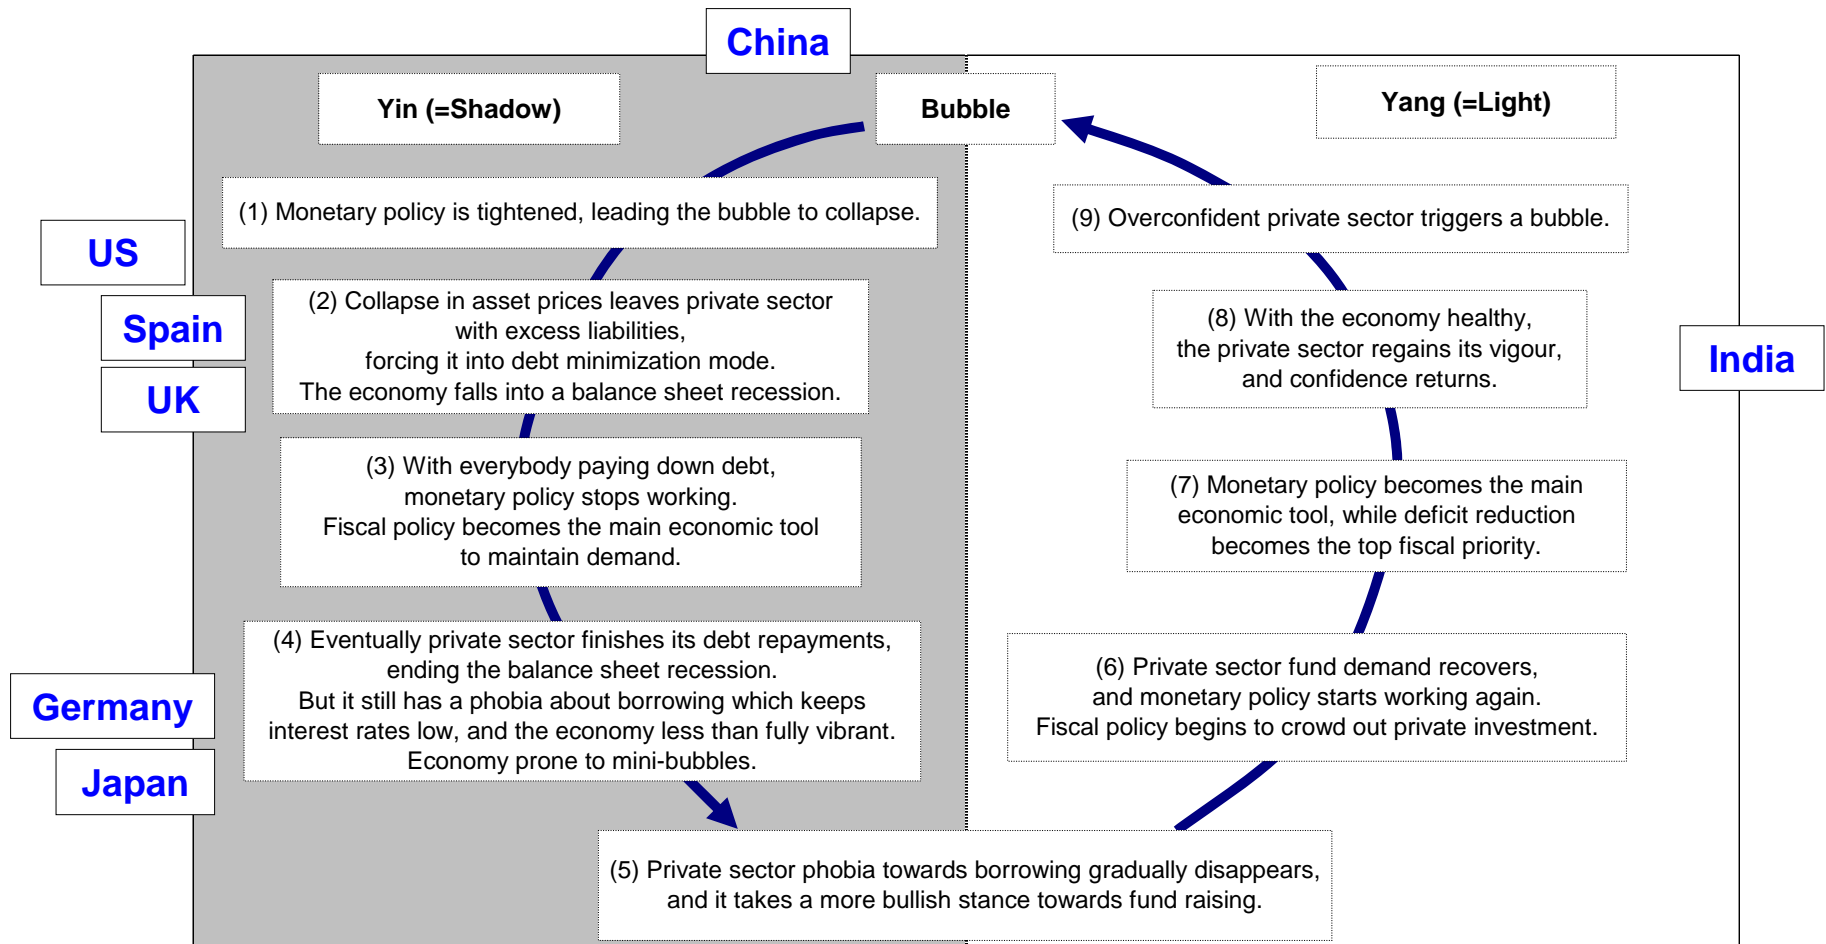 China
Yin (=Shadow)
Bubble
Yang (=Light)
(1) Monetary policy is tightened, leading the bubble to collapse.
(9) Overconfident private sector triggers a bubble.
US
Spain
UK
(2) Collapse in asset prices leaves private sector
with excess liabilities,
forcing it into debt minimization mode.
The economy falls into a balance sheet recession.
(8) With the economy healthy,
the private sector regains its vigour,
and confidence returns.
India
(3) With everybody paying down debt,
monetary policy stops working.
Fiscal policy becomes the main economic tool
to maintain demand.
(7) Monetary policy becomes the main
economic tool, while deficit reduction
becomes the top fiscal priority.
(4) Eventually private sector finishes its debt repayments,
ending the balance sheet recession.
But it still has a phobia about borrowing which keeps
interest rates low, and the economy less than fully vibrant.
Economy prone to mini-bubbles.
(6) Private sector fund demand recovers,
and monetary policy starts working again.
Fiscal policy begins to crowd out private investment.
Germany
Japan
(5) Private sector phobia towards borrowing gradually disappears,
and it takes a more bullish stance towards fund raising.